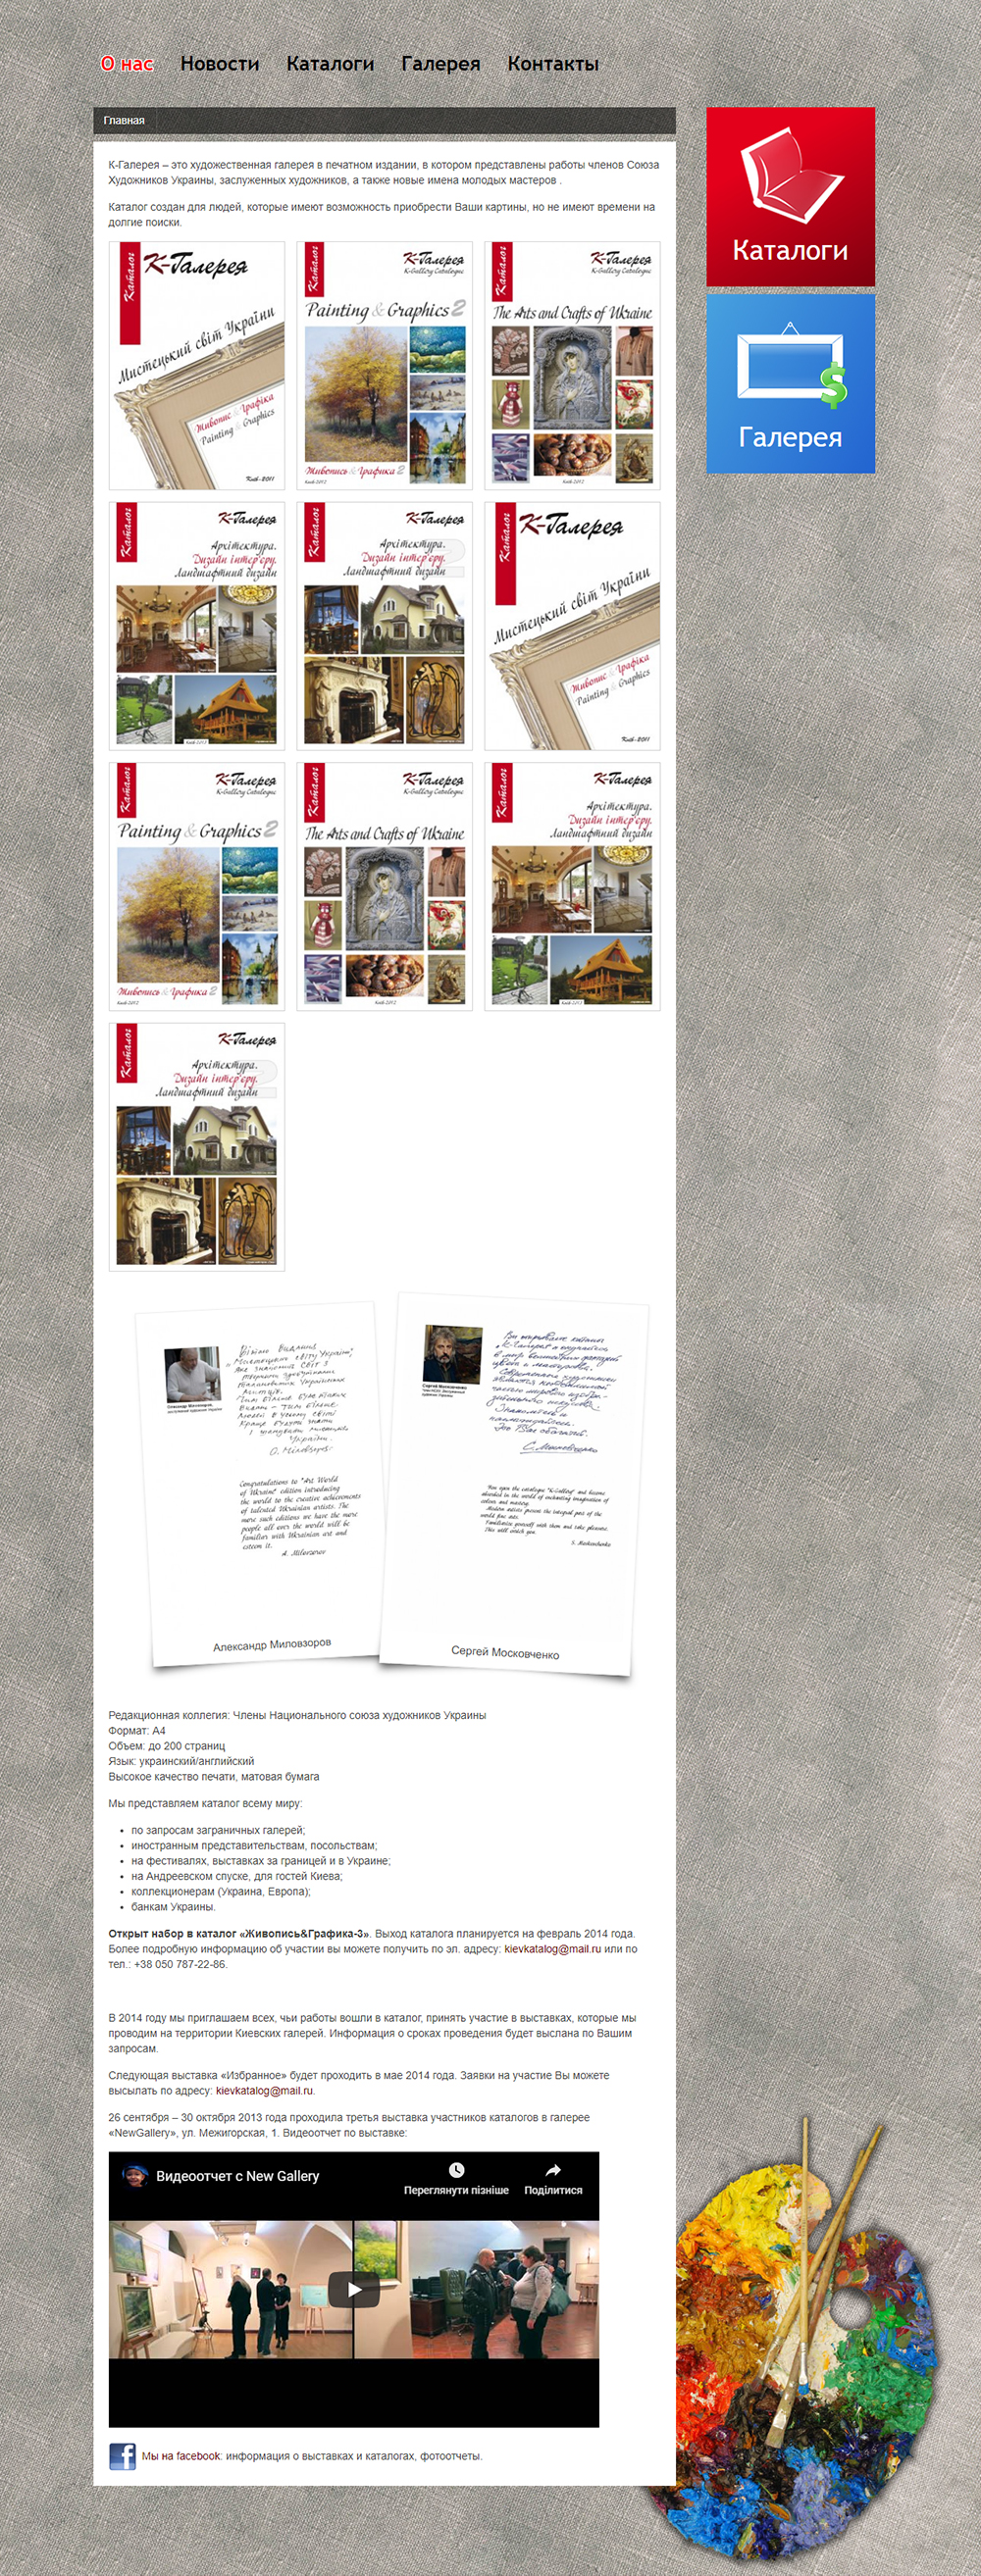 О нас Новости Каталоги Галерея Контакты
Главная
К-Галерея – это художественная галерея в печатном издании, в котором представлены работы членов Союза
Художников Украины, заслуженных художников, а также новые имена молодых мастеров .
Каталог создан для людей, которые имеют возможность приобрести Ваши картины, но не имеют времени на
долгие поиски.
Каталоги
Галерея
Каталог
К-Галерея
Мистецький світ України
Живопис & Графіка
Painting & Graphics
Київ-2011
Каталог
К-Галерея
K-Gallery Catalogue
Painting & Graphics 2
Живопись & Графика 2
Київ-2012
Каталог
К-Галерея
K-Gallery Catalogue
The Arts and Crafts of Ukraine
Київ-2012
Каталог
К-Галерея
Архітектура.
Дизайн інтер'єру.
Ландшафтний дизайн
Київ-2012
Каталог
К-Галерея
Архітектура.
Дизайн інтер'єру.
Ландшафтний дизайн
Каталог
К-Галерея
Мистецький світ України
Живопис & Графіка
Painting & Graphics
Київ-2011
Каталог
К-Галерея
K-Gallery Catalogue
Painting & Graphics 2
Живопись & Графика 2
Київ-2012
Каталог
К-Галерея
K-Gallery Catalogue
The Arts and Crafts of Ukraine
Київ-2012
Каталог
К-Галерея
Архітектура.
Дизайн інтер'єру.
Ландшафтний дизайн
Київ-2012
Каталог
К-Галерея
Архітектура.
Дизайн інтер'єру.
Ландшафтний дизайн
Congratulations to "Art World
of Ukraine" edition introducing
the world to the creative achievements
of talented Ukrainian artists. The
more such editions we have the more
people all over the world will be
familiar with Ukrainian art and
esteem it.
A. Milovzorov
Александр Миловзоров
Сергей Московченко
Редакционная коллегия: Члены Национального союза художников Украины
Формат: А4
Объем: до 200 страниц
Язык: украинский/английский
Высокое качество печати, матовая бумага
Мы представляем каталог всему миру:
• по запросам заграничных галерей;
• иностранным представительствам, посольствам;
• на фестивалях, выставках за границей и в Украине;
• на Андреевском спуске, для гостей Киева;
• коллекционерам (Украина, Европа);
• банкам Украины.
Открыт набор в каталог «Живопись&Графика-3». Выход каталога планируется на февраль 2014 года.
Более подробную информацию об участии вы можете получить по эл. адресу: kievkatalog@mail.ru или по
тел.: +38 050 787-22-86.
В 2014 году мы приглашаем всех, чьи работы вошли в каталог, принять участие в выставках, которые мы
проводим на территории Киевских галерей. Информация о сроках проведения будет выслана по Вашим
запросам.
Следующая выставка «Избранное» будет проходить в мае 2014 года. Заявки на участие Вы можете
высылать по адресу: kievkatalog@mail.ru.
26 сентября – 30 октября 2013 года проходила третья выставка участников каталогов в галерее
«NewGallery», ул. Межигорская, 1. Видеоотчет по выставке:
Видеоотчет с New Gallery
Переглянути пізніше Поділитися
Мы на facebook: информация о выставках и каталогах, фотоотчеты.